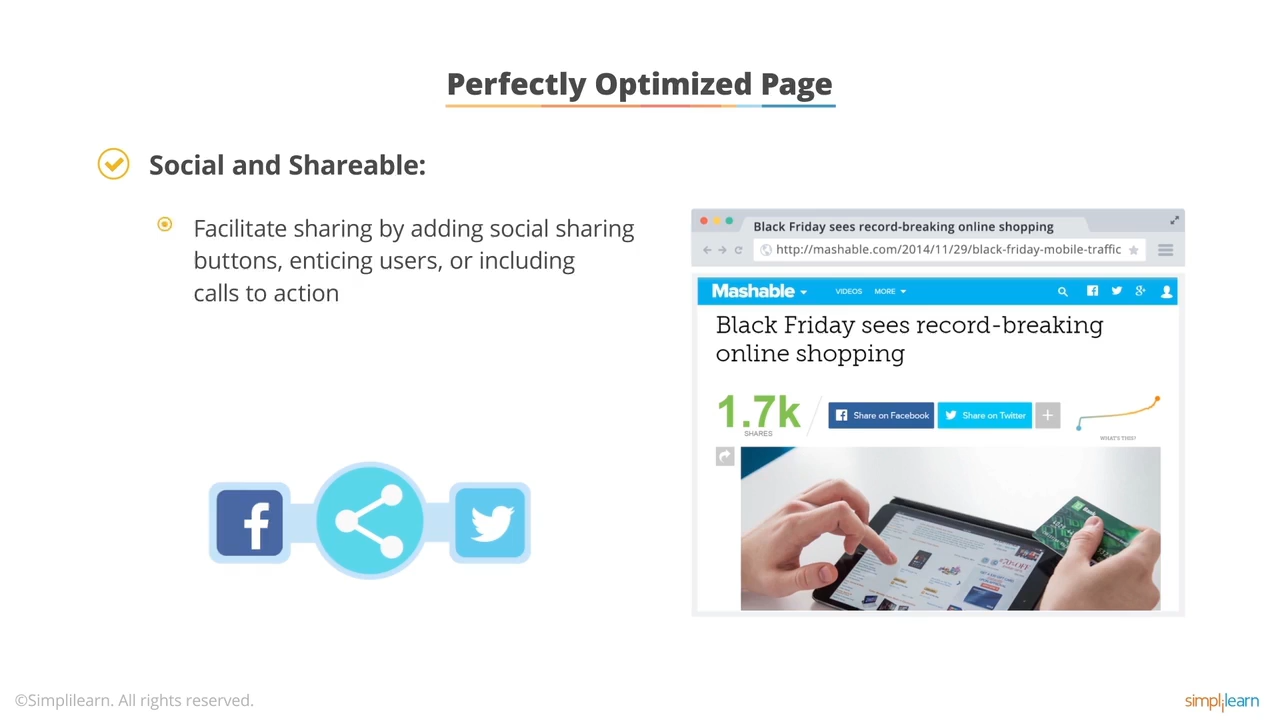 Perfectly Optimized Page
Social and Shareable:
Facilitate sharing by adding social sharing
buttons, enticing users, or including
calls to action
Black Friday sees record-breaking online shopping
http://mashable.com/2014/11/29/black-friday-mobile-traffic
Mashable
VIDEOS
MORE
Black Friday sees record-breaking
online shopping
1.7k
SHARES
Share on Facebook
Share on Twitter
WHAT'S THIS?
©Simplilearn. All rights reserved.
simplilearn